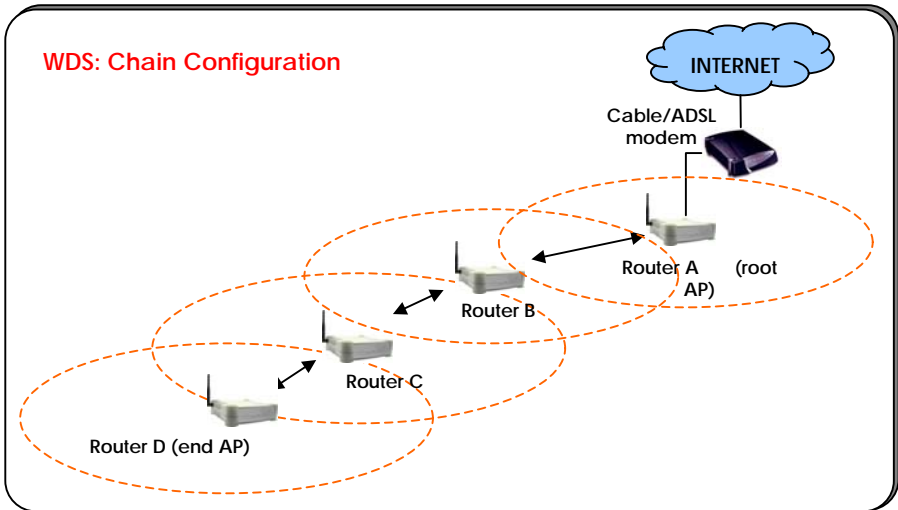 WDS: Chain Configuration
INTERNET
Cable/ADSL
modem
Router A (root
AP)
Router B
Router C
Router D (end AP)